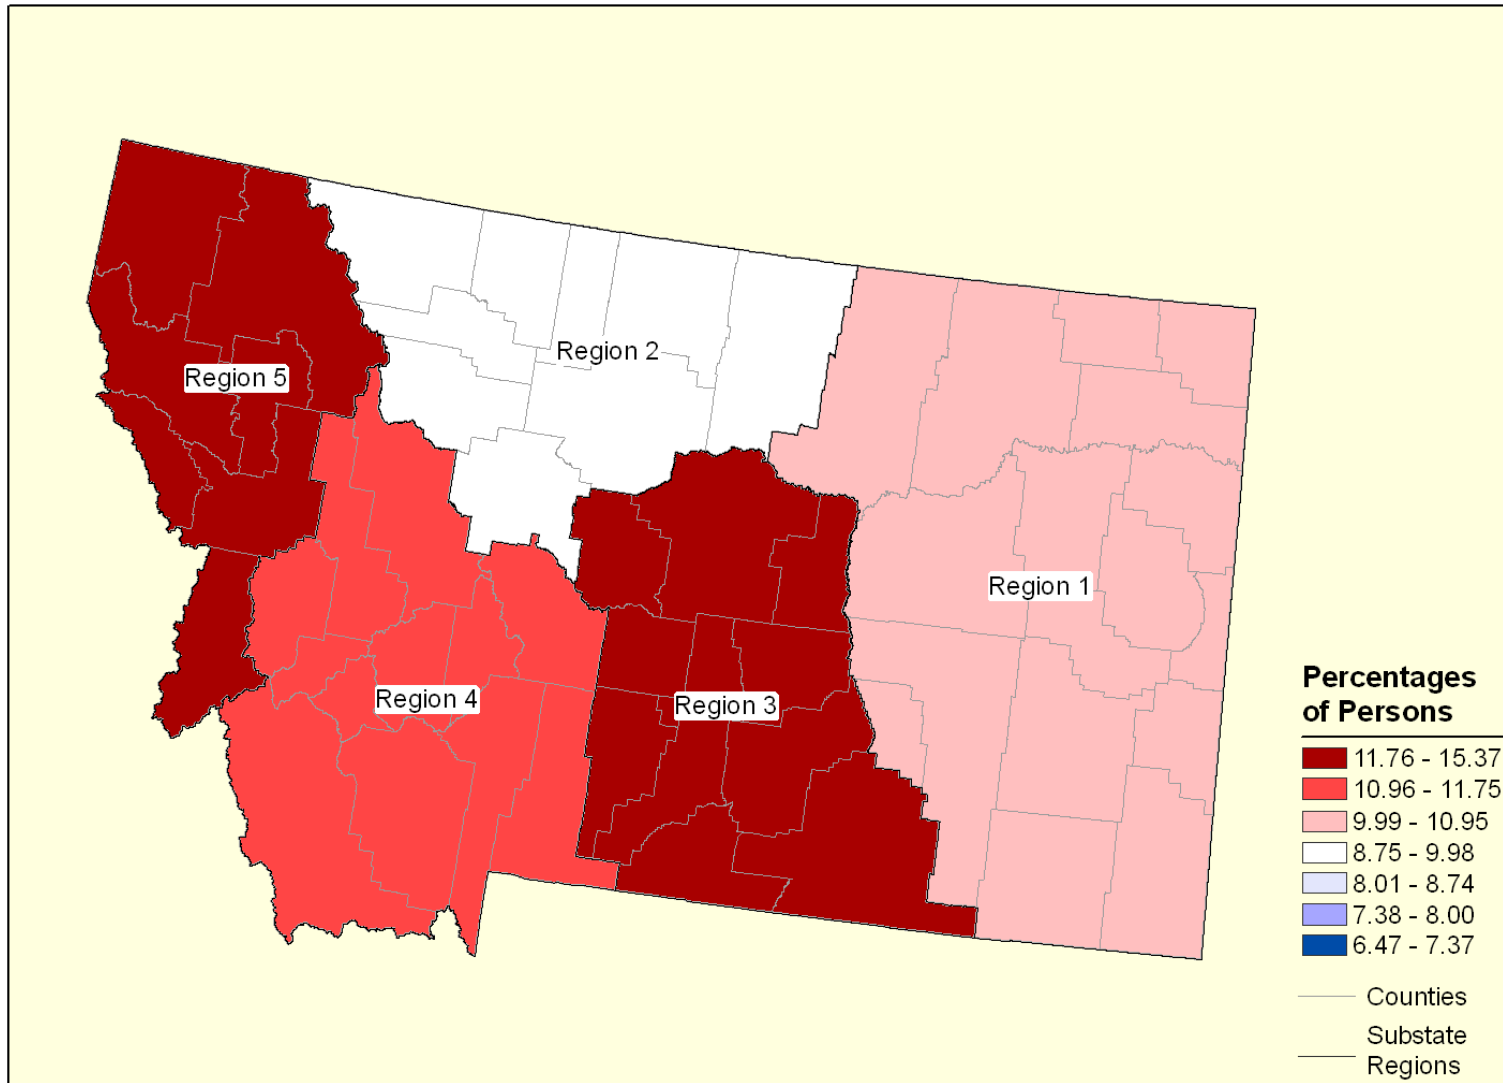 Region 2
Region 5
Region 1
Region 4
Region 3
Percentages
of Persons
11.76 - 15.37
10.96 - 11.75
9.99 - 10.95
8.75 - 9.98
8.01 - 8.74
7.38 - 8.00
6.47 - 7.37
Counties
Substate
Regions